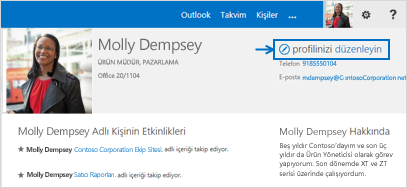 Outlook Takvim Kişiler ...
Molly Dempsey
ÜRÜN MÜDÜR, PAZARLAMA
Office 20/1104
profilinizi düzenleyin
Telefon 9185550104
E-posta mdempsey@ContosoCorporation.net
Molly Dempsey Adlı Kişinin Etkinlikleri
Molly Dempsey Contoso Corporation Ekip Sitesi. adlı içeriği takip ediyor.
Molly Dempsey Satıcı Raporları. adlı içeriği takip ediyor.
Molly Dempsey Hakkında
Beş yıldır Contoso'dayım ve son üç
yıldır da Ürün Yöneticisi olarak görev
yapıyorum. Son dönemde XT ve ZT
serisi üzerinde çalışıyordum.